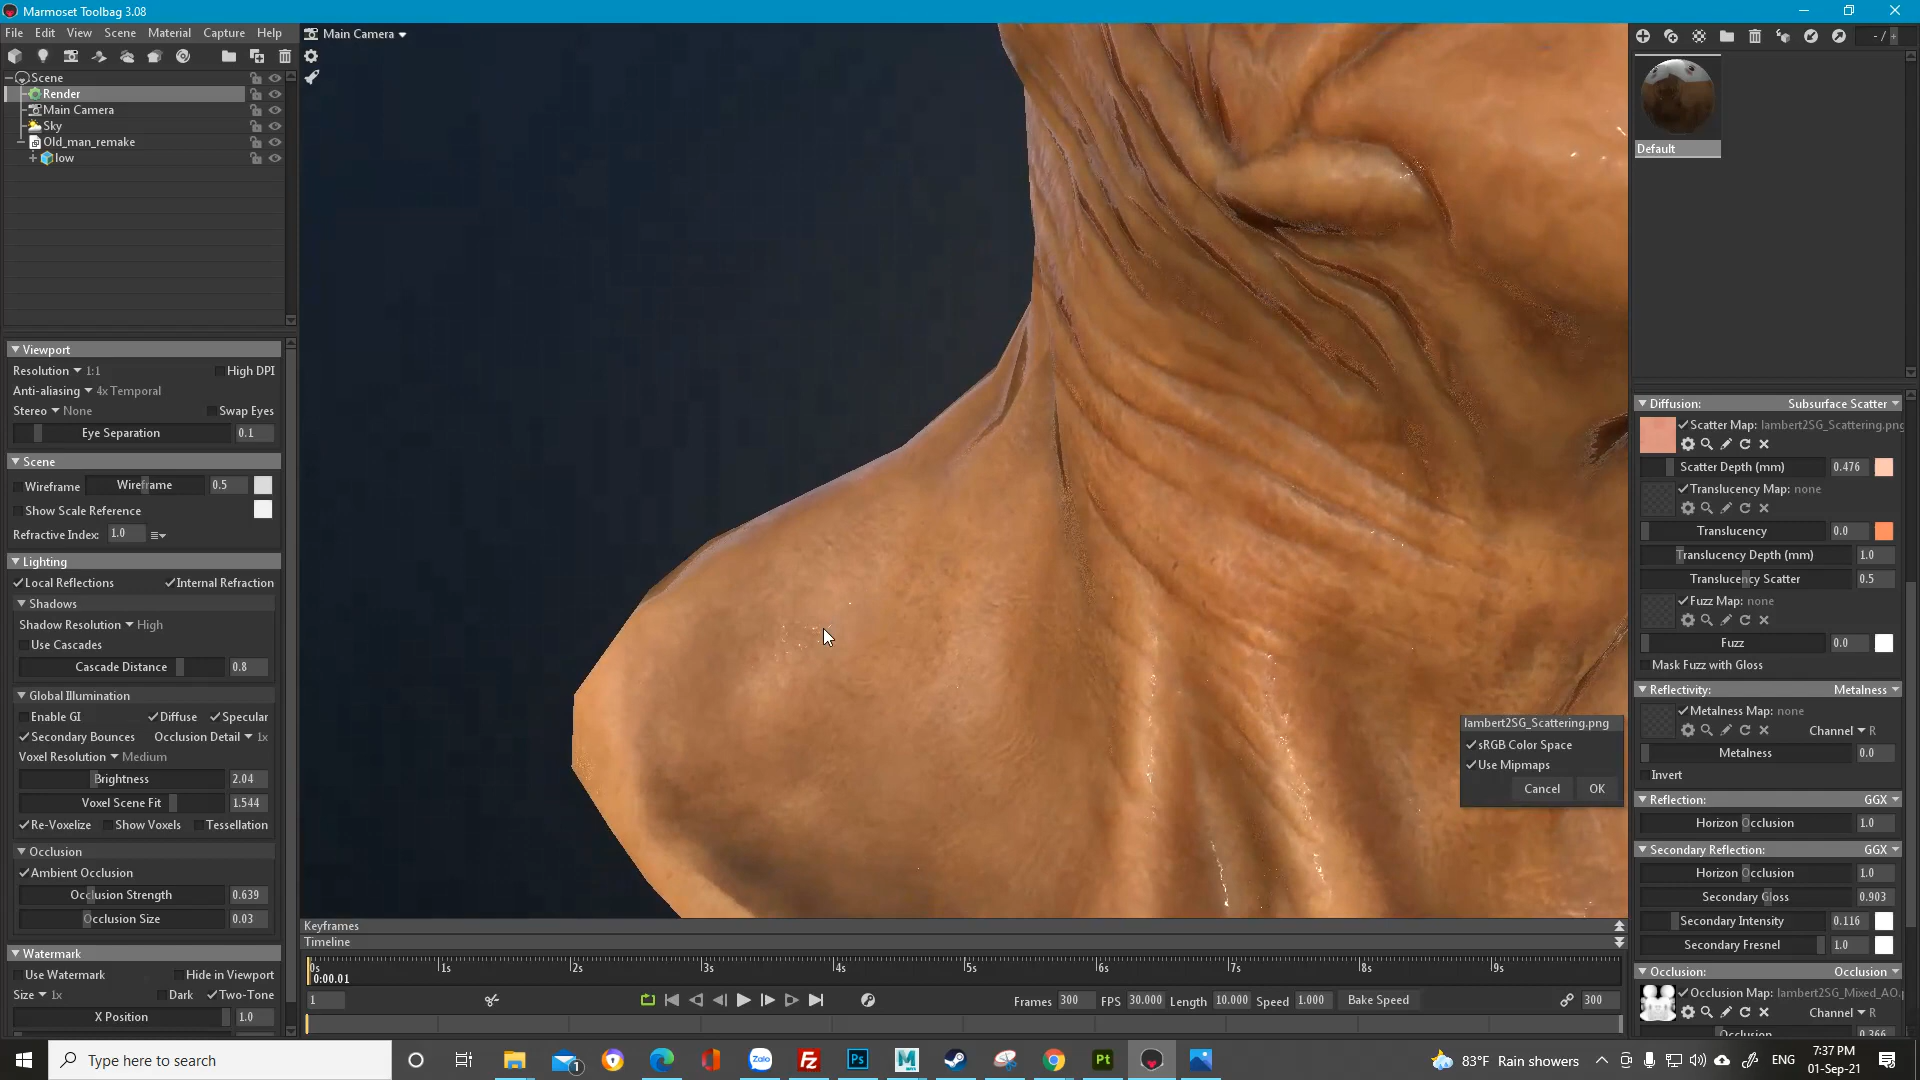 Marmoset Toolbag 3.08
File Edit View Scene Material Capture Help
Scene
Render
Main Camera
Sky
Old_man_remake
low
Main Camera
Default
- / +
Viewport
Resolution 1:1 High DPI
Anti-aliasing 4x Temporal
Stereo None Swap Eyes
Eye Separation 0.1
Scene
Wireframe Wireframe 0.5
Show Scale Reference
Refractive Index: 1.0
Lighting
Local Reflections Internal Refraction
Shadows
Shadow Resolution High
Use Cascades
Cascade Distance 0.8
Global Illumination
Enable GI Diffuse Specular
Secondary Bounces Occlusion Detail 1x
Voxel Resolution Medium
Brightness 2.04
Voxel Scene Fit 1.544
Re-Voxelize Show Voxels Tessellation
Occlusion
Ambient Occlusion
Occlusion Strength 0.639
Occlusion Size 0.03
Watermark
Use Watermark Hide in Viewport
Size 1x Dark Two-Tone
X Position 1.0
Diffusion: Subsurface Scatter
Scatter Map: lambert2SG_Scattering.png
Scatter Depth (mm) 0.476
Translucency Map: none
Translucency 0.0
Translucency Depth (mm) 1.0
Translucency Scatter 0.5
Fuzz Map: none
Fuzz 0.0
Mask Fuzz with Gloss
Reflectivity: Metalness
Metalness Map: none
Channel R
Metalness 0.0
Invert
Reflection: GGX
Horizon Occlusion 1.0
Secondary Reflection: GGX
Horizon Occlusion 1.0
Secondary Gloss 0.903
Secondary Intensity 0.116
Secondary Fresnel 1.0
Occlusion: Occlusion
Occlusion Map: lambert2SG_Mixed_AO.p
Channel R
Occlusion 0.366
lambert2SG_Scattering.png
sRGB Color Space
Use Mipmaps
Cancel OK
Keyframes
Timeline
0s 1s 2s 3s 4s 5s 6s 7s 8s 9s
0:00.01
1 Frames 300 FPS 30.000 Length 10.000 Speed 1.000 Bake Speed 300
Type here to search
1
Zalo
Fz
Ps
M
Pt
83°F Rain showers
ENG
7:37 PM
01-Sep-21